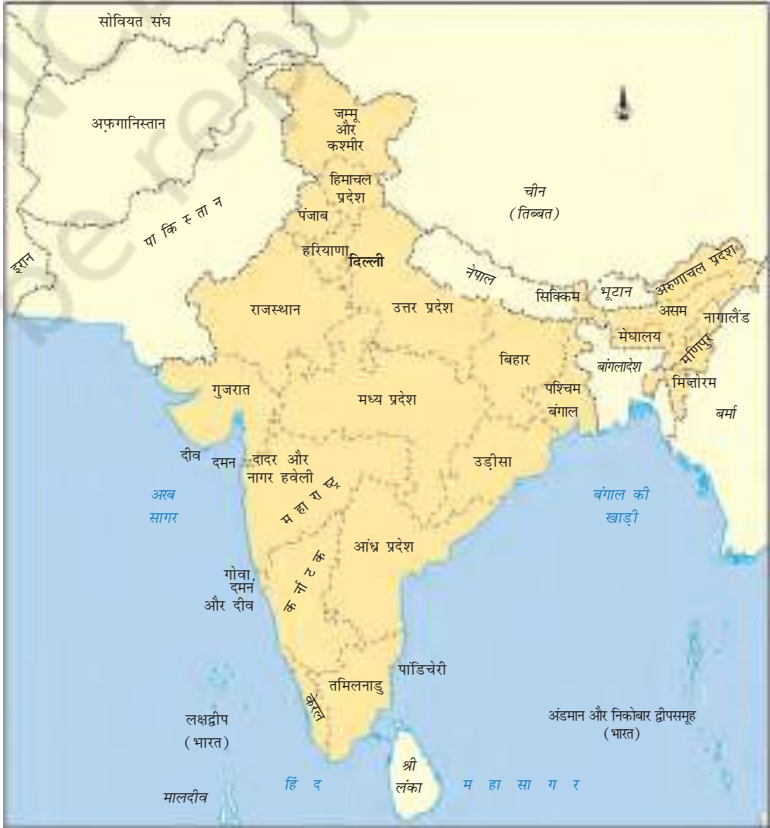 सोवियत संघ
अफ़गानिस्तान
जम्मू
और
कश्मीर
हिमाचल
प्रदेश
चीन
(तिब्बत)
पाकिस्तान
पंजाब
इरान
हरियाणा
दिल्ली
नेपाल
सिक्किम
भूटान
अरुणाचल प्रदेश
राजस्थान
उत्तर प्रदेश
असम
नागालैंड
मेघालय
मणिपुर
बिहार
बांगलादेश
गुजरात
मध्य प्रदेश
पश्चिम
बंगाल
मिज़ोरम
बर्मा
दीव
दमन
दादर और
नागर हवेली
उड़ीसा
महाराष्ट्र
अरब
सागर
बंगाल की
खाड़ी
आंध्र प्रदेश
कर्नाटक
गोवा,
दमन
और दीव
पांडिचेरी
तमिलनाडु
केरल
लक्षद्वीप
(भारत)
अंडमान और निकोबार द्वीपसमूह
(भारत)
श्री
लंका
मालदीव
हिंद महासागर